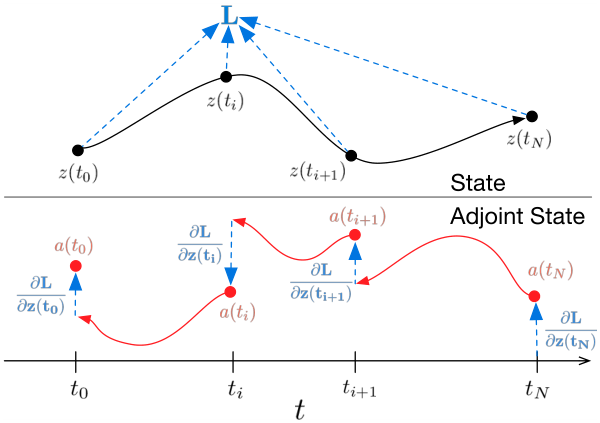 L
z(t_i)
z(t_N)
z(t_0)
z(t_{i+1})
State
Adjoint State
a(t_{i+1})
a(t_0)
∂L/∂z(t_i)
a(t_N)
∂L/∂z(t_0)
∂L/∂z(t_{i+1})
a(t_i)
∂L/∂z(t_N)
t_0 t_i t_{i+1} t_N
t